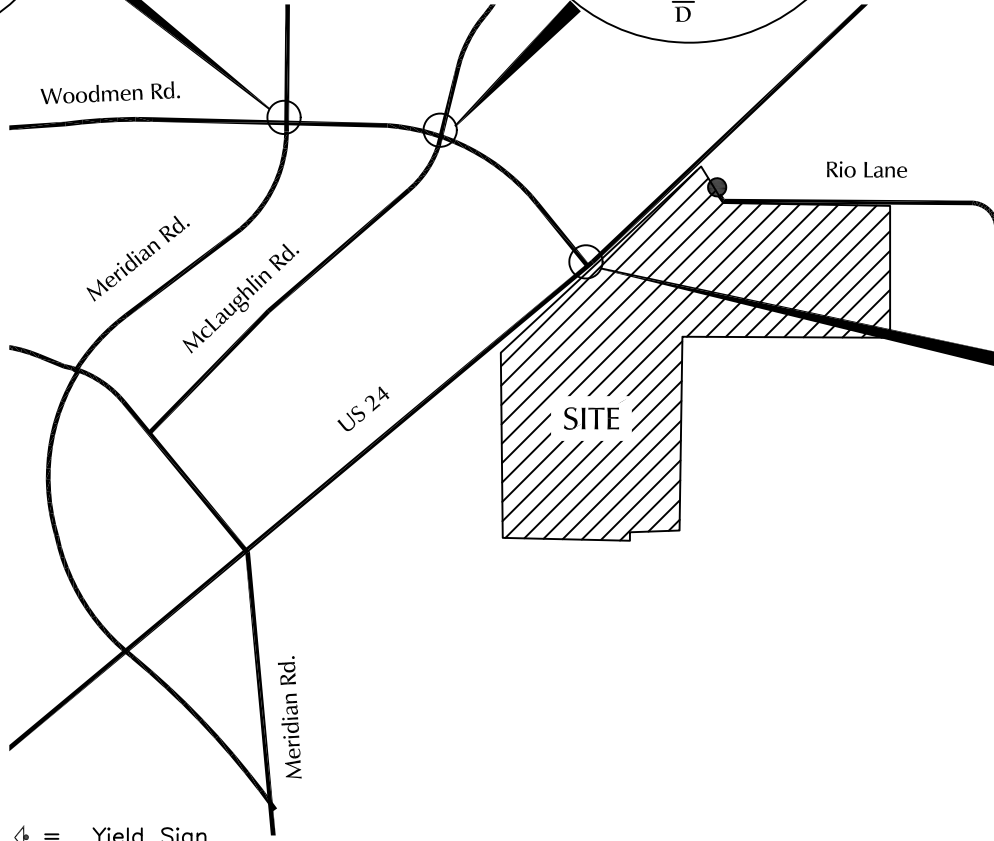 D
Woodmen Rd.
Rio Lane
Meridian Rd.
McLaughlin Rd.
US 24
SITE
Meridian Rd.
= Yield Sign